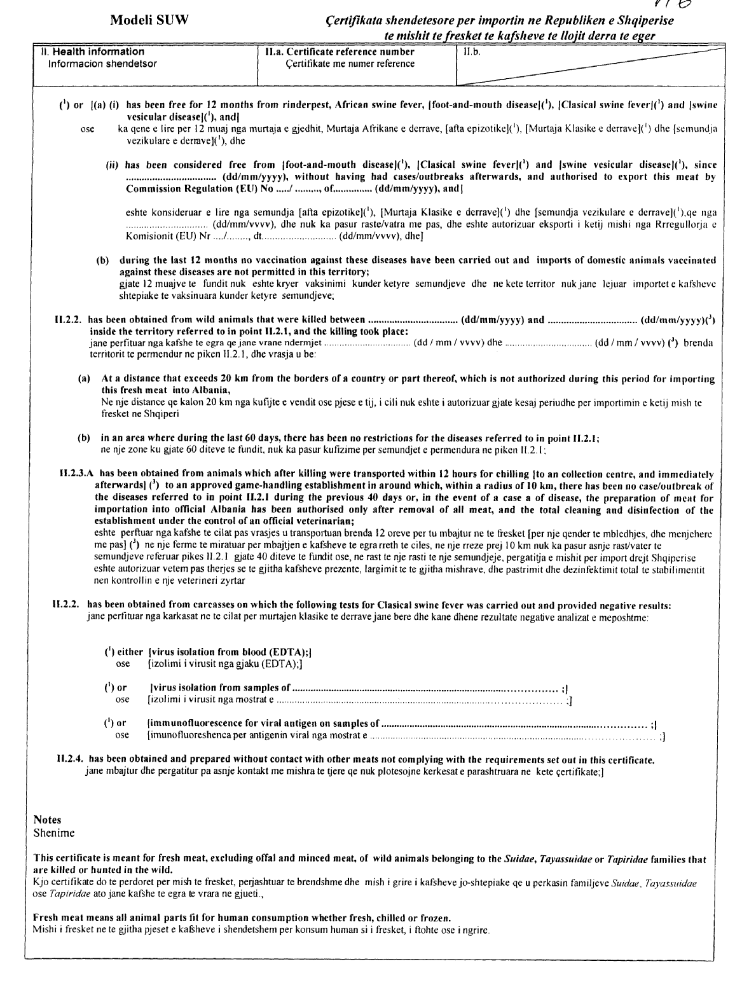 Modeli SUW
Çertifikata shendetesore per importin ne Republiken e Shqiperise
te mishit te fresket te kafsheve te llojit derra te eger
II. Health information
Informacion shendetsor
II.a. Certificate reference number
Çertifikate me numer reference
II.b.
(¹) or [(a) (i) has been free for 12 months from rinderpest, African swine fever, [foot-and-mouth disease](¹), [Clasical swine fever](¹) and [swine
vesicular disease](¹), and]
ose ka qene e lire per 12 muaj nga murtaja e gjedhit, Murtaja Afrikane e derrave, [afta epizotike](¹), [Murtaja Klasike e derrave](¹) dhe [semundja
vezikulare e derrave](¹), dhe
(ii) has been considered free from [foot-and-mouth disease](¹), [Clasical swine fever](¹) and [swine vesicular disease](¹), since
................................. (dd/mm/yyyy), without having had cases/outbreaks afterwards, and authorised to export this meat by
Commission Regulation (EU) No ...../ ........., of............... (dd/mm/yyyy), and]
eshte konsideruar e lire nga semundja [afta epizotike](¹), [Murtaja Klasike e derrave](¹) dhe [semundja vezikulare e derrave](¹),qe nga
............................... (dd/mm/vvvv), dhe nuk ka pasur raste/vatra me pas, dhe eshte autorizuar eksporti i ketij mishi nga Rrregullorja e
Komisionit (EU) Nr ..../........, dt............................ (dd/mm/vvvv), dhe]
(b) during the last 12 months no vaccination against these diseases have been carried out and imports of domestic animals vaccinated
against these diseases are not permitted in this territory;
gjate 12 muajve te fundit nuk eshte kryer vaksinimi kunder ketyre semundjeve dhe ne kete territor nuk jane lejuar importet e kafsheve
shtepiake te vaksinuara kunder ketyre semundjeve;
II.2.2. has been obtained from wild animals that were killed between ................................. (dd/mm/yyyy) and ................................. (dd/mm/yyyy)(³)
inside the territory referred to in point II.2.1, and the killing took place:
jane perfituar nga kafshe te egra qe jane vrane ndermjet ................................. (dd / mm / vvvv) dhe ................................. (dd / mm / vvvv) (³) brenda
territorit te permendur ne piken II.2.1, dhe vrasja u be:
(a) At a distance that exceeds 20 km from the borders of a country or part thereof, which is not authorized during this period for importing
this fresh meat into Albania,
Ne nje distance qe kalon 20 km nga kufijte e vendit ose pjese e tij, i cili nuk eshte i autorizuar gjate kesaj periudhe per importimin e ketij mish te
fresket ne Shqiperi
(b) in an area where during the last 60 days, there has been no restrictions for the diseases referred to in point II.2.1;
ne nje zone ku gjate 60 diteve te fundit, nuk ka pasur kufizime per semundjet e permendura ne piken II.2.1;
II.2.3.A has been obtained from animals which after killing were transported within 12 hours for chilling [to an collection centre, and immediately
afterwards] (³) to an approved game-handling establishment in around which, within a radius of 10 km, there has been no case/outbreak of
the diseases referred to in point II.2.1 during the previous 40 days or, in the event of a case a of disease, the preparation of meat for
importation into official Albania has been authorised only after removal of all meat, and the total cleaning and disinfection of the
establishment under the control of an official veterinarian;
eshte perftuar nga kafshe te cilat pas vrasjes u transportuan brenda 12 oreve per tu mbajtur ne te fresket [per nje qender te mbledhjes, dhe menjehere
me pas] (³) ne nje ferme te miratuar per mbajtjen e kafsheve te egra rreth te ciles, ne nje rreze prej 10 km nuk ka pasur asnje rast/vater te
semundjeve referuar pikes II.2.1 gjate 40 diteve te fundit ose, ne rast te nje rasti te nje semundjeje, pergatitja e mishit per import drejt Shqiperise
eshte autorizuar vetem pas therjes se te gjitha kafsheve prezente, largimit te te gjitha mishrave, dhe pastrimit dhe dezinfektimit total te stabilimentit
nen kontrollin e nje veterineri zyrtar
II.2.2. has been obtained from carcasses on which the following tests for Clasical swine fever was carried out and provided negative results:
jane perfituar nga karkasat ne te cilat per murtajen klasike te derrave jane bere dhe kane dhene rezultate negative analizat e meposhtme:
(¹) either [virus isolation from blood (EDTA);]
ose [izolimi i virusit nga gjaku (EDTA);]
(¹) or [virus isolation from samples of .................................................................................................. ;]
ose [izolimi i virusit nga mostrat e .................................................................................................. ;]
(¹) or [immunofluorescence for viral antigen on samples of .................................................................................................. ;]
ose [imunofluoreshenca per antigenin viral nga mostrat e .................................................................................................. ;]
II.2.4. has been obtained and prepared without contact with other meats not complying with the requirements set out in this certificate.
jane mbajtur dhe pergatitur pa asnje kontakt me mishra te tjere qe nuk plotesojne kerkesat e parashtruara ne kete çertifikate;]
Notes
Shenime
This certificate is meant for fresh meat, excluding offal and minced meat, of wild animals belonging to the Suidae, Tayassuidae or Tapiridae families that
are killed or hunted in the wild.
Kjo certifikate do te perdoret per mish te fresket, perjashtuar te brendshme dhe mish i grire i kafsheve jo-shtepiake qe u perkasin familjeve Suidae, Tayassuidae
ose Tapiridae ato jane kafshe te egra te vrara ne gjueti.,
Fresh meat means all animal parts fit for human consumption whether fresh, chilled or frozen.
Mishi i fresket ne te gjitha pjeset e kafsheve i shendetshem per konsum human si i fresket, i ftohte ose i ngrire.